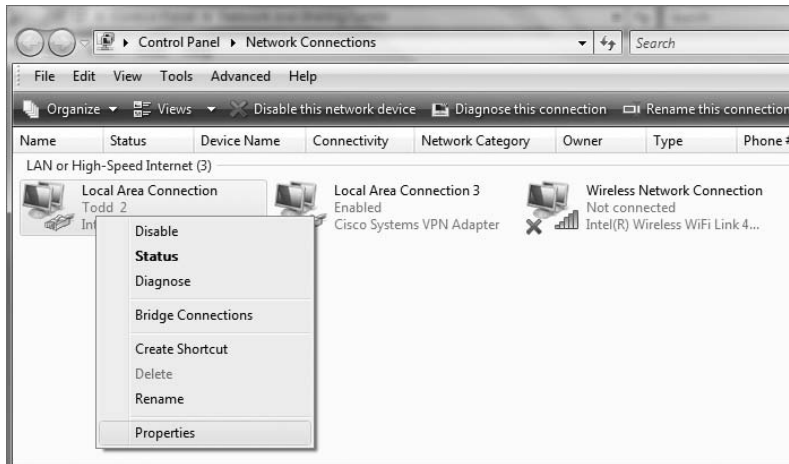 Control Panel Network Connections Search
File Edit View Tools Advanced Help
Organize Views Disable this network device Diagnose this connection Rename this connection
Name Status Device Name Connectivity Network Category Owner Type Phone #
LAN or High-Speed Internet (3)
Local Area Connection Local Area Connection 3 Wireless Network Connection
Todd 2 Enabled Not connected
Int Cisco Systems VPN Adapter Intel(R) Wireless WiFi Link 4...
Disable
Status
Diagnose
Bridge Connections
Create Shortcut
Delete
Rename
Properties